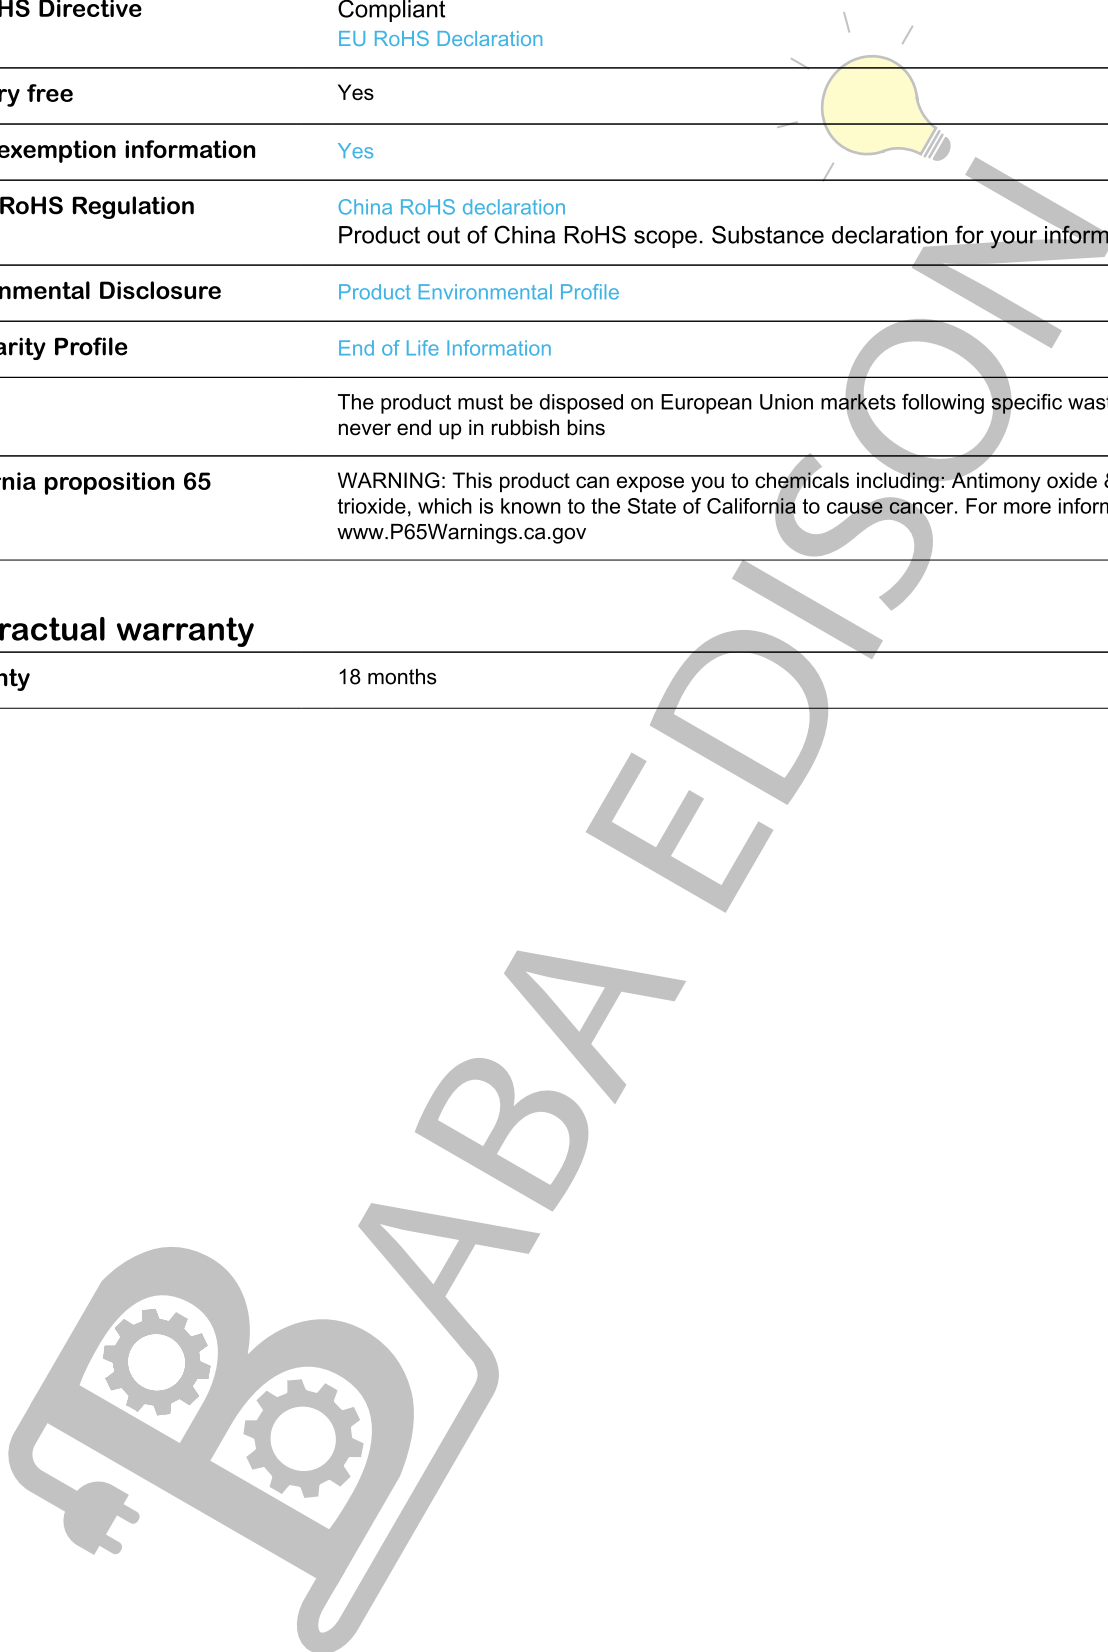 HS Directive
Compliant
EU RoHS Declaration
ry free
Yes
exemption information
Yes
RoHS Regulation
China RoHS declaration
Product out of China RoHS scope. Substance declaration for your inform
nmental Disclosure
Product Environmental Profile
arity Profile
End of Life Information
The product must be disposed on European Union markets following specific wast
never end up in rubbish bins
rnia proposition 65
WARNING: This product can expose you to chemicals including: Antimony oxide &
trioxide, which is known to the State of California to cause cancer. For more inform
www.P65Warnings.ca.gov
ractual warranty
nty
18 months
BABA EDISON